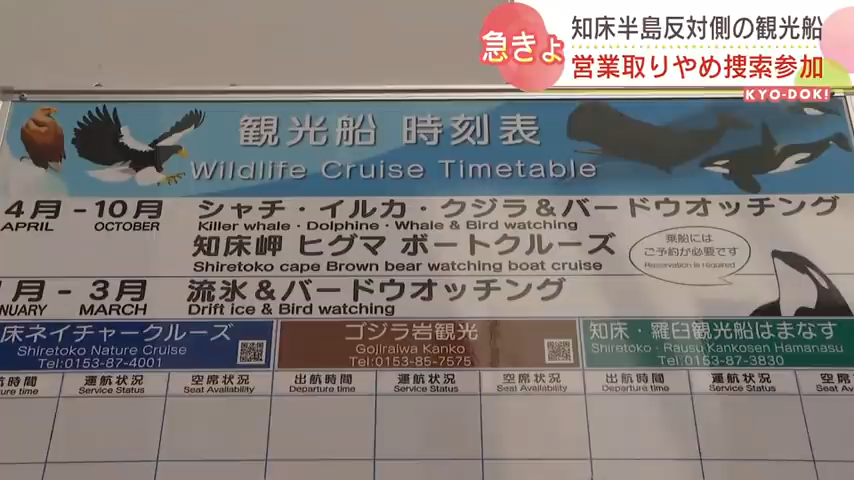 急きょ
知床半島反対側の観光船
営業取りやめ捜索参加
KYO-DOK!
観光船 時刻表
Wildlife Cruise Timetable
4月-10月 シャチ・イルカ・クジラ&バードウオッチング
APRIL OCTOBER Killer whale・Dolphine・Whale & Bird watching
知床岬 ヒグマ ボートクルーズ
Shiretoko cape Brown bear watching boat cruise
乗船には
ご予約が必要です
Reservation is required
月-3月 流氷&バードウオッチング
NUARY MARCH Drift ice & Bird watching
床ネイチャークルーズ
Shiretoko Nature Cruise
Tel:0153-87-4001
ゴジラ岩観光
Gojiraiwa Kanko
Tel:0153-85-7575
知床・羅臼観光船はまなす
Shiretoko・Rausu Kankosen Hamanasu
Tel:0153-87-3830
時間 運航状況 空席状況 出航時間 運航状況 空席状況 出航時間 運航状況 空席
ure time Service Status Seat Availability Departure time Service Status Seat Availability Departure time Service Status Seat Av